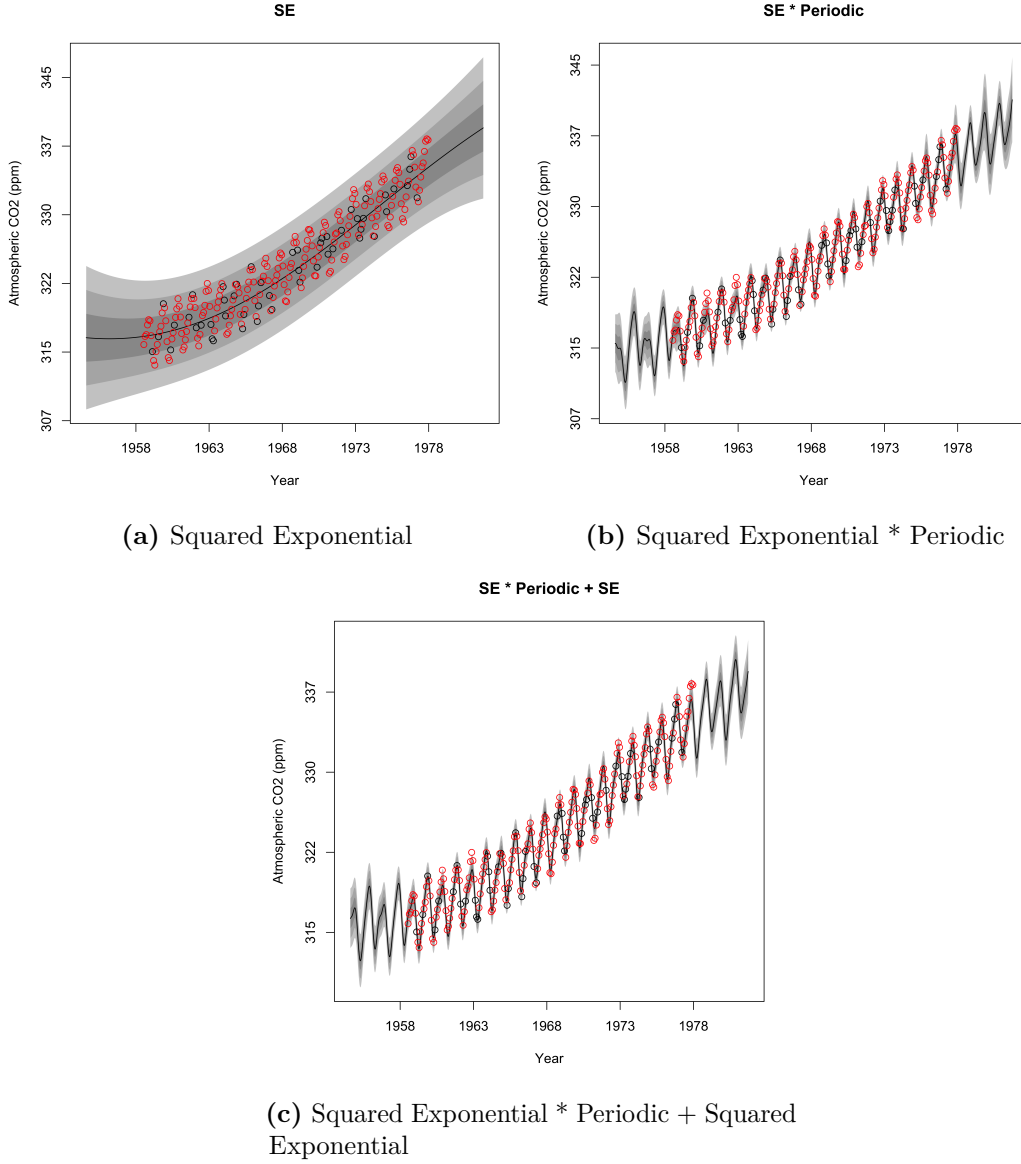 SE
345
337
330
322
315
307
Atmospheric CO2 (ppm)
1958 1963 1968 1973 1978
Year
(a) Squared Exponential
SE * Periodic
345
337
330
322
315
307
Atmospheric CO2 (ppm)
1958 1963 1968 1973 1978
Year
(b) Squared Exponential * Periodic
SE * Periodic + SE
337
330
322
315
Atmospheric CO2 (ppm)
1958 1963 1968 1973 1978
Year
(c) Squared Exponential * Periodic + Squared
Exponential